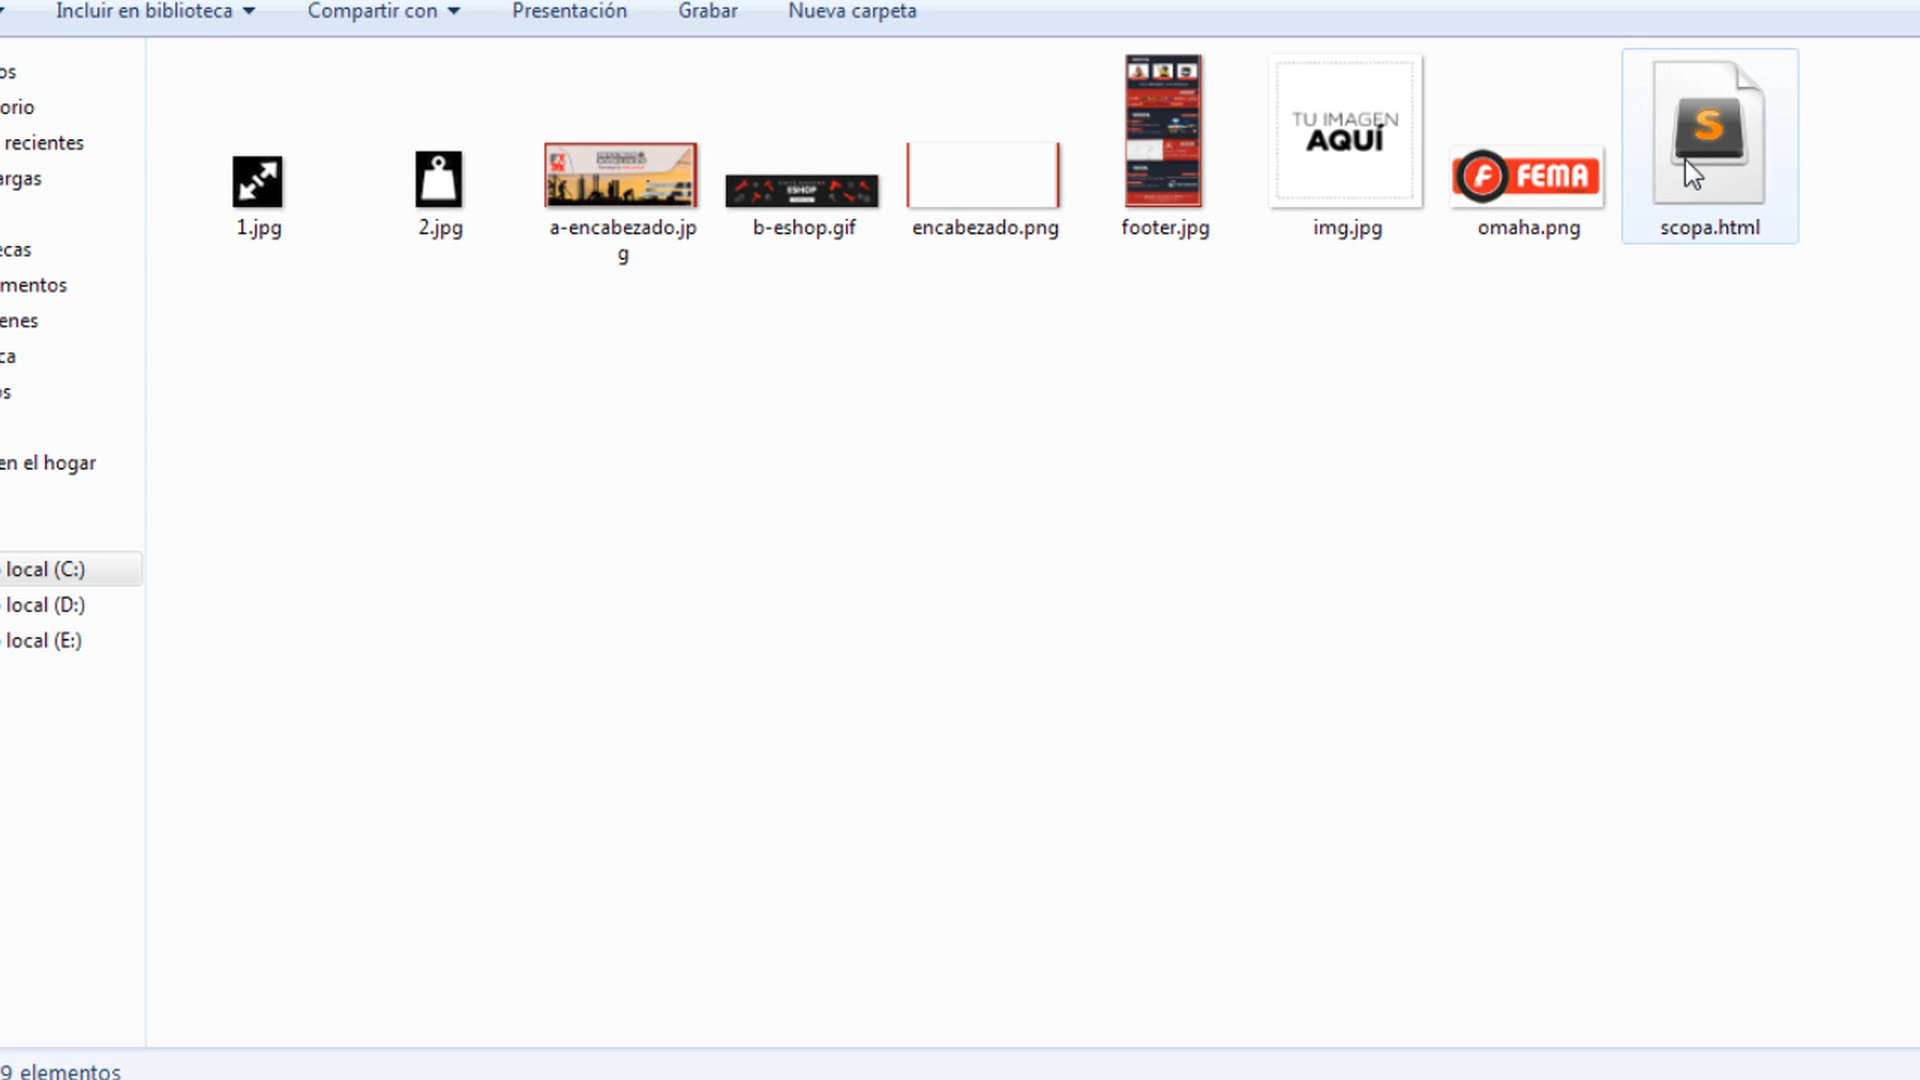 Incluir en biblioteca
Compartir con
Presentación
Grabar
Nueva carpeta
os
orio
recientes
argas
ecas
mentos
enes
ca
os
en el hogar
local (C:)
local (D:)
local (E:)
TU IMAGEN
AQUÍ
ESHOP
F FEMA
S
1.jpg
2.jpg
a-encabezado.jp
g
b-eshop.gif
encabezado.png
footer.jpg
img.jpg
omaha.png
scopa.html
9 elementos